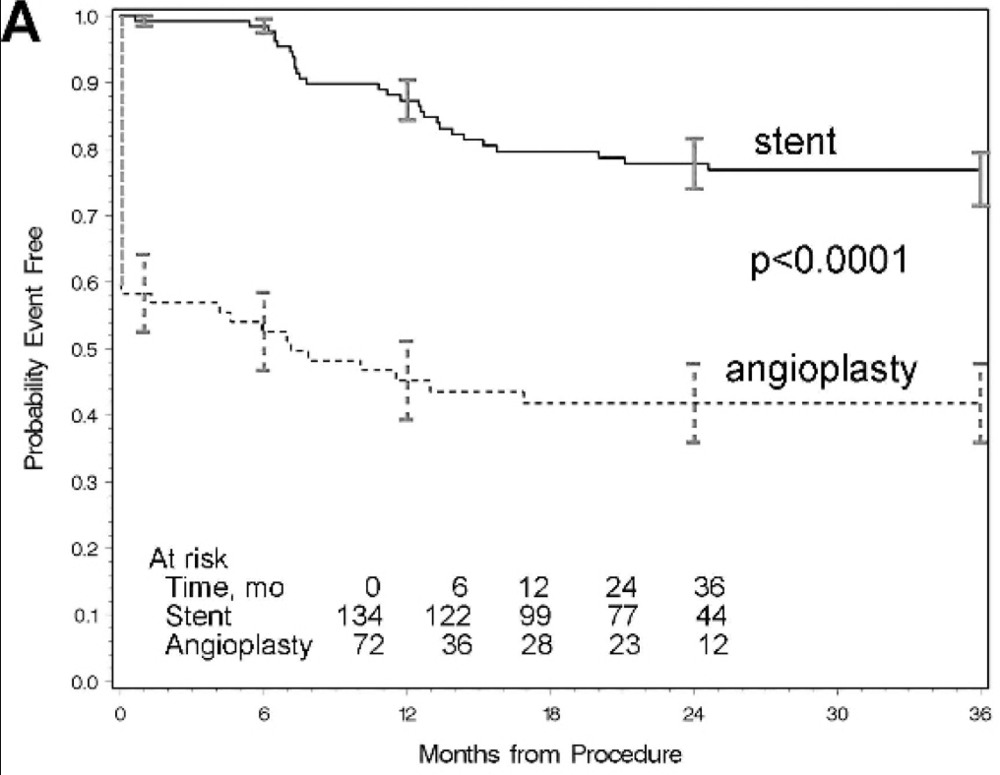 A
1.0
0.9
0.8
0.7
0.6
0.5
0.4
0.3
0.2
0.1
0.0
Probability Event Free
stent
p<0.0001
angioplasty
At risk
Time, mo 0 6 12 24 36
Stent 134 122 99 77 44
Angioplasty 72 36 28 23 12
0 6 12 18 24 30 36
Months from Procedure